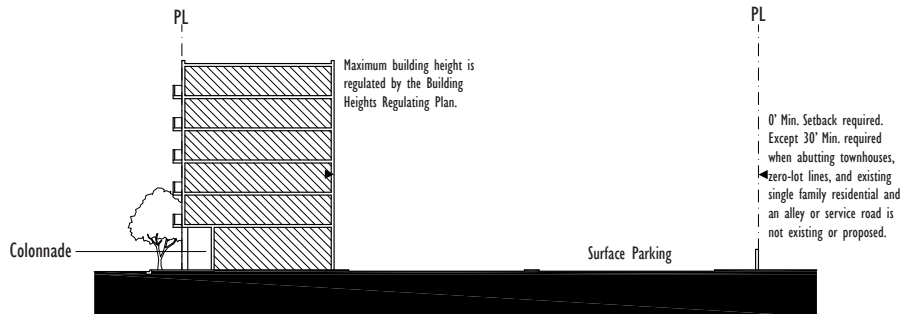 PL
PL
Maximum building height is
regulated by the Building
Heights Regulating Plan.
0' Min. Setback required.
Except 30' Min. required
when abutting townhouses,
zero-lot lines, and existing
single family residential and
an alley or service road is
not existing or proposed.
Colonnade
Surface Parking